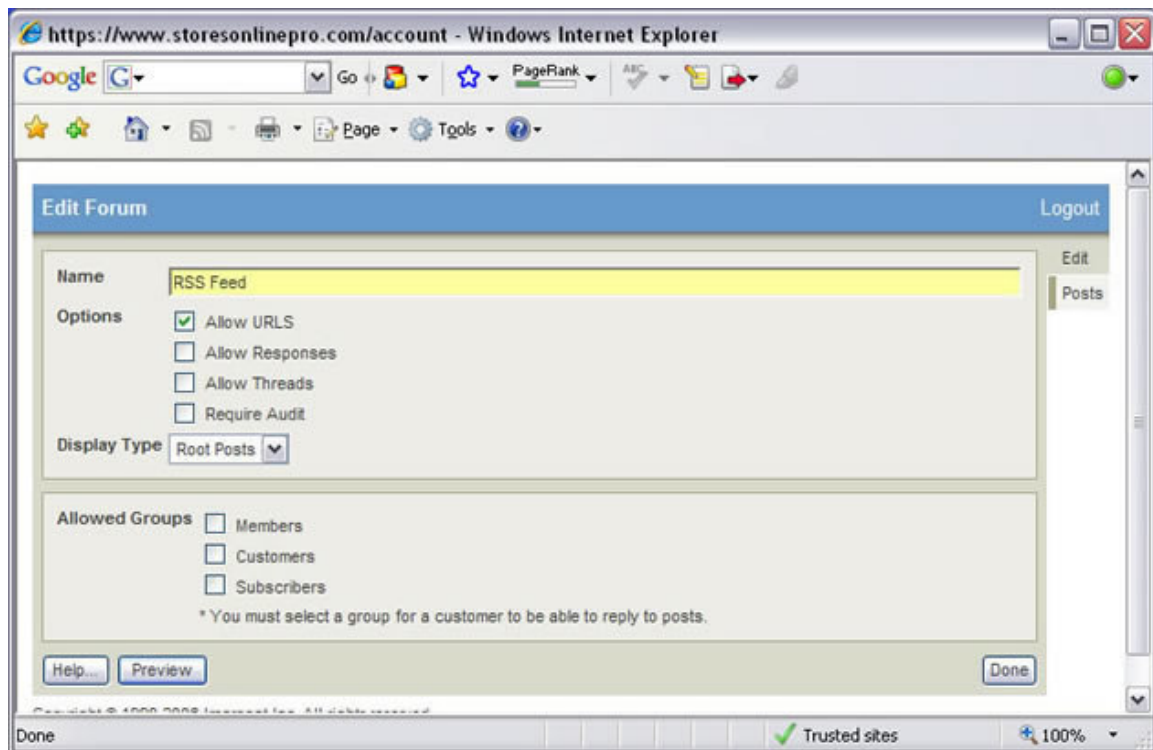 https://www.storesonlinepro.com/account - Windows Internet Explorer
Google G Go PageRank ABC
Page Tools
Edit Forum Logout
Edit
Name RSS Feed
Posts
Options Allow URLS
Allow Responses
Allow Threads
Require Audit
Display Type Root Posts
Allowed Groups Members
Customers
Subscribers
* You must select a group for a customer to be able to reply to posts.
Help... Preview Done
Done Trusted sites 100%